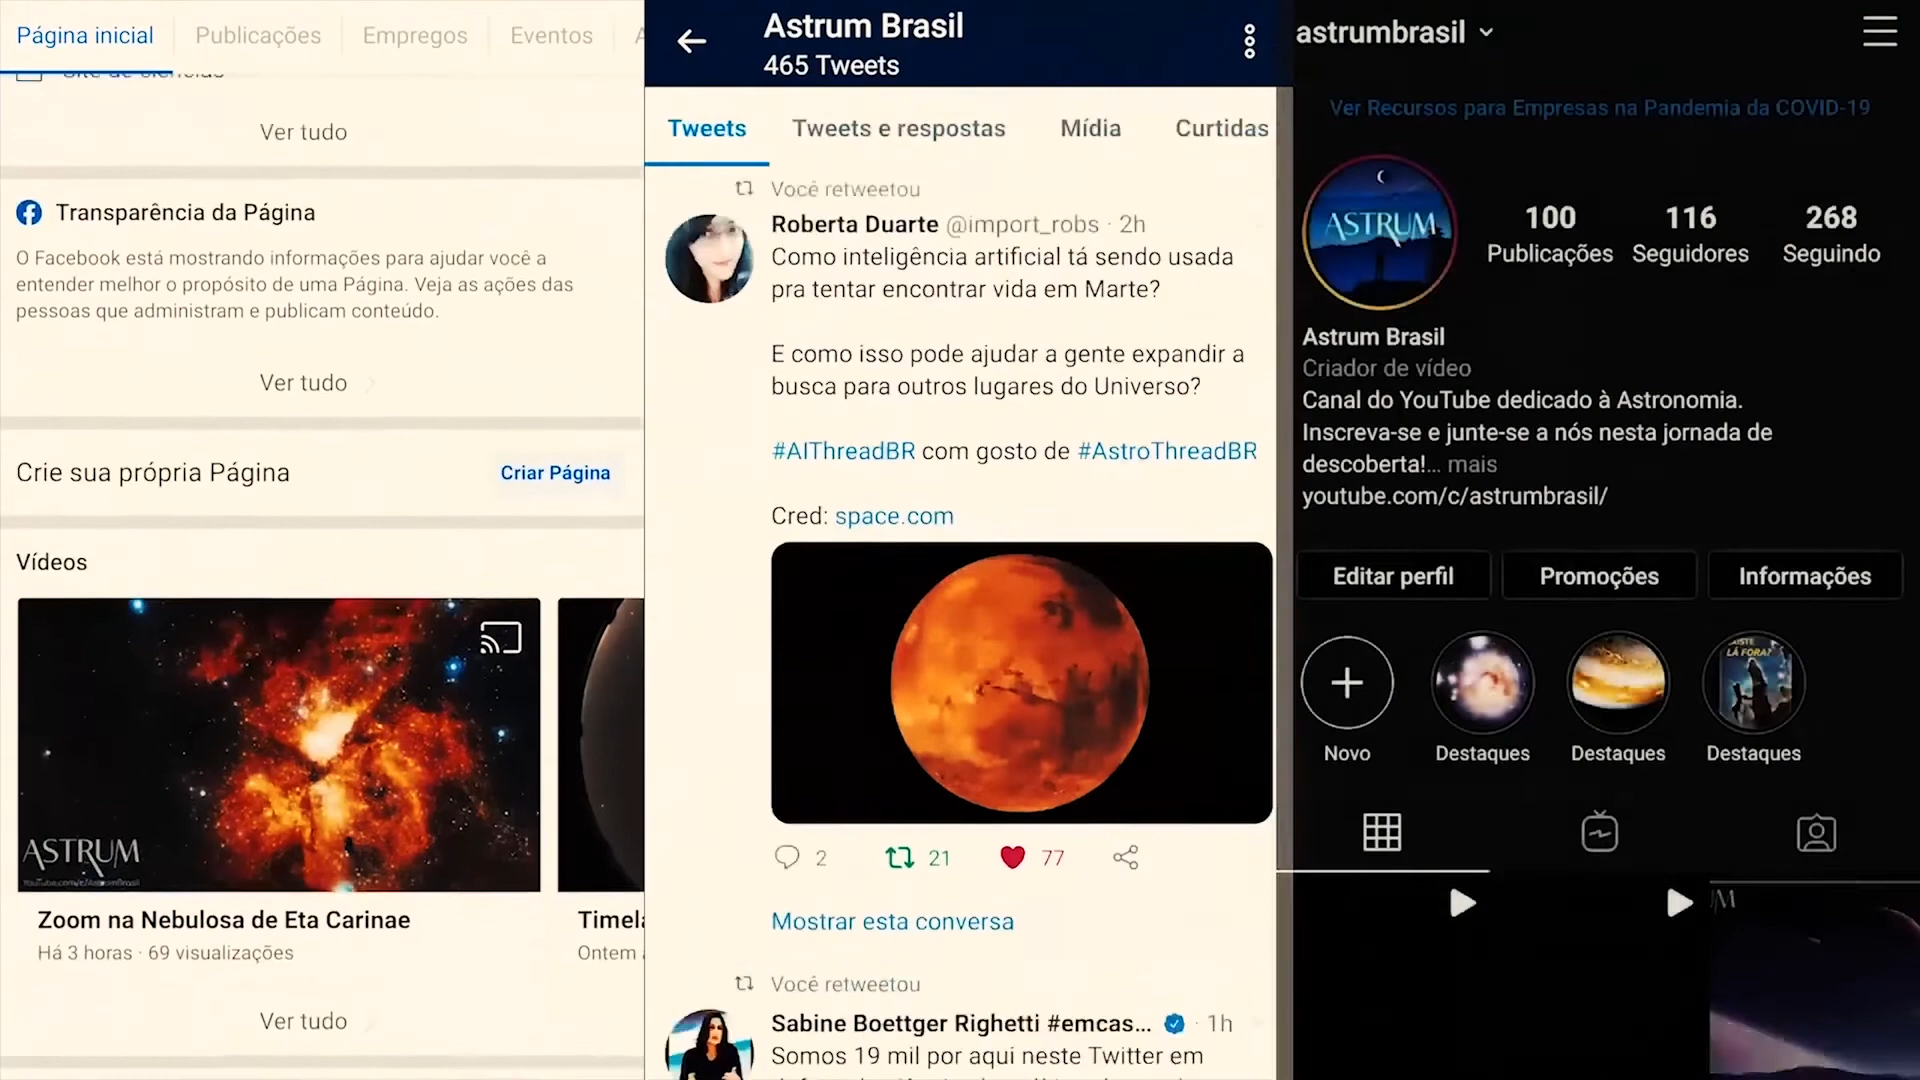 Página inicial
Publicações
Empregos
Eventos
Site de ciências
Ver tudo
Transparência da Página
O Facebook está mostrando informações para ajudar você a
entender melhor o propósito de uma Página. Veja as ações das
pessoas que administram e publicam conteúdo.
Ver tudo
Crie sua própria Página
Criar Página
Vídeos
ASTRUM
Zoom na Nebulosa de Eta Carinae
Há 3 horas · 69 visualizações
Timela
Ontem
Ver tudo
Astrum Brasil
465 Tweets
Tweets
Tweets e respostas
Mídia
Curtidas
Você retweetou
Roberta Duarte @import_robs · 2h
Como inteligência artificial tá sendo usada
pra tentar encontrar vida em Marte?
E como isso pode ajudar a gente expandir a
busca para outros lugares do Universo?
#AIThreadBR com gosto de #AstroThreadBR
Cred: space.com
2
21
77
Mostrar esta conversa
Você retweetou
Sabine Boettger Righetti #emcas... · 1h
Somos 19 mil por aqui neste Twitter em
astrumbrasil
Ver Recursos para Empresas na Pandemia da COVID-19
ASTRUM
100
Publicações
116
Seguidores
268
Seguindo
Astrum Brasil
Criador de vídeo
Canal do YouTube dedicado à Astronomia.
Inscreva-se e junte-se a nós nesta jornada de
descoberta!... mais
youtube.com/c/astrumbrasil/
Editar perfil
Promoções
Informações
LÁ FORA?
Novo
Destaques
Destaques
Destaques